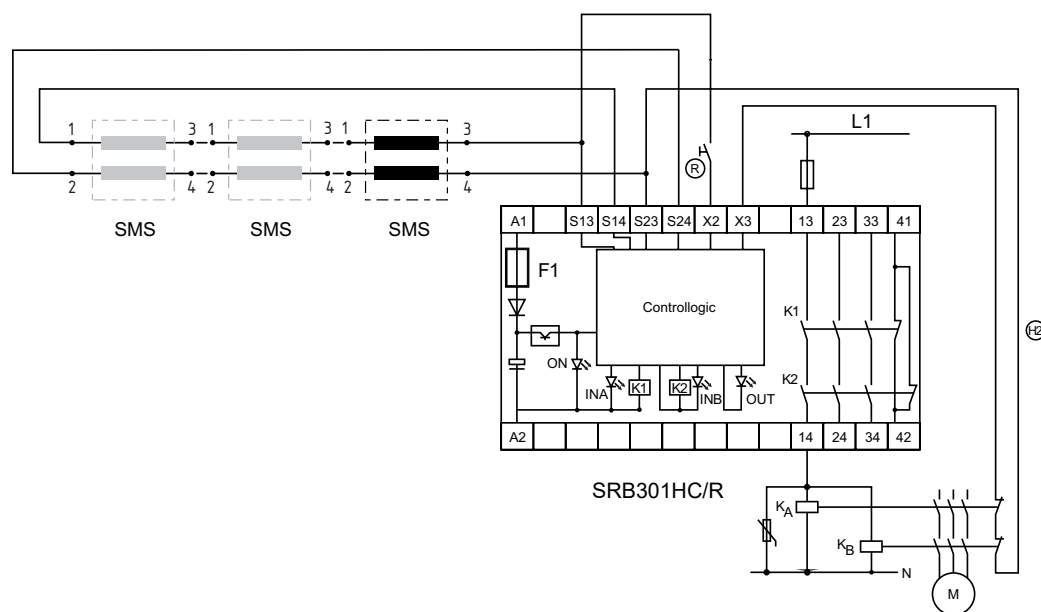 L1
R
1 3 1 3 1 3
2 4 2 4 2 4
SMS SMS SMS
A1 S13 S14 S23 S24 X2 X3 13 23 33 41
F1
Controllogic
K1
H2
ON
INA K1 K2 INB OUT
K2
A2 14 24 34 42
SRB301HC/R
KA
KB
N
M